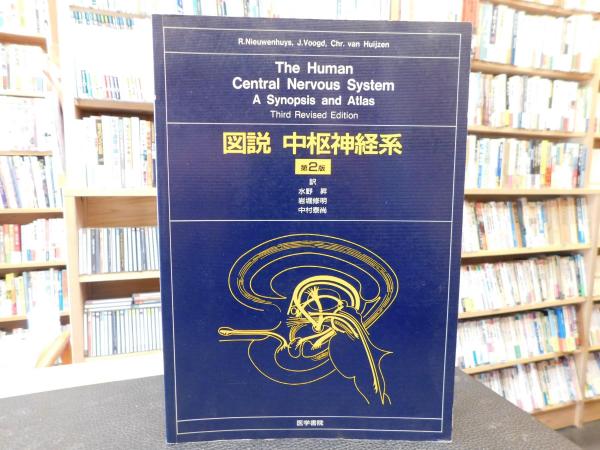 R.Nieuwenhuys, J.Voogd, Chr. van Huijzen
The Human
Central Nervous System
A Synopsis and Atlas
Third Revised Edition
図説 中枢神経系
第2版
訳
水野 昇
岩堀修明
中村泰尚
医学書院